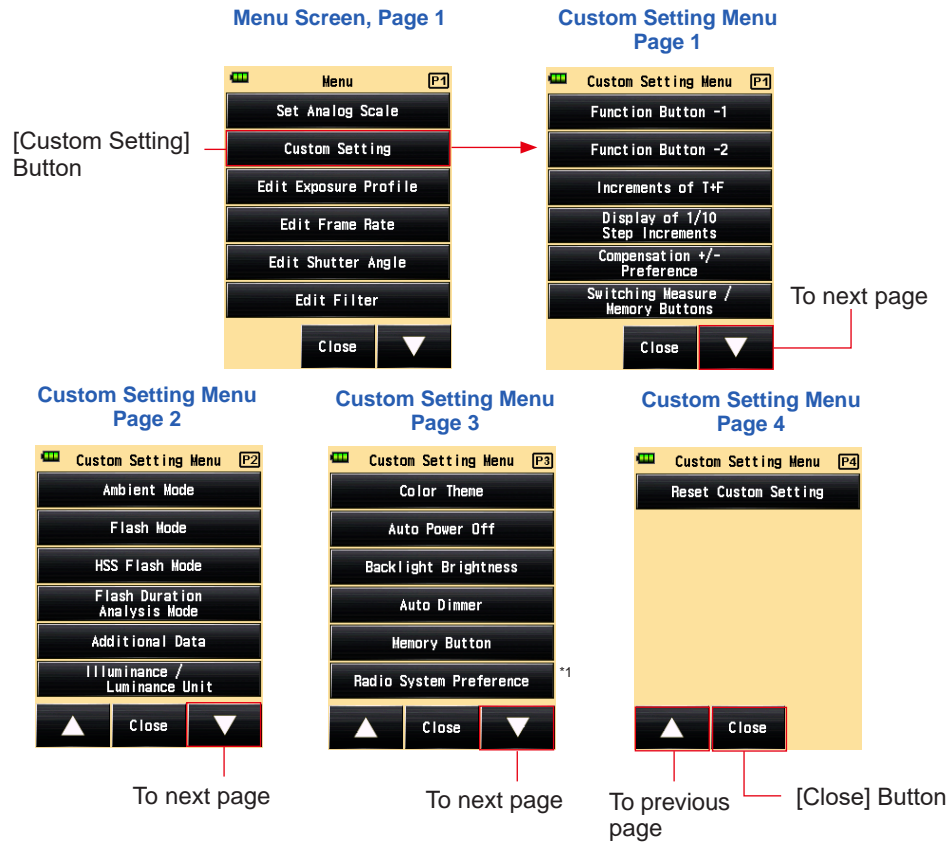 Menu Screen, Page 1
Custom Setting Menu
Page 1
Menu
P1
Set Analog Scale
Custom Setting
Edit Exposure Profile
Edit Frame Rate
Edit Shutter Angle
Edit Filter
Close
[Custom Setting]
Button
Custom Setting Menu
P1
Function Button -1
Function Button -2
Increments of T+F
Display of 1/10
Step Increments
Compensation +/-
Preference
Switching Measure /
Memory Buttons
Close
To next page
Custom Setting Menu
Page 2
Custom Setting Menu
P2
Ambient Mode
Flash Mode
HSS Flash Mode
Flash Duration
Analysis Mode
Additional Data
Illuminance /
Luminance Unit
Close
To next page
Custom Setting Menu
Page 3
Custom Setting Menu
P3
Color Theme
Auto Power Off
Backlight Brightness
Auto Dimmer
Memory Button
Radio System Preference
*1
Close
To next page
Custom Setting Menu
Page 4
Custom Setting Menu
P4
Reset Custom Setting
Close
To previous
page
[Close] Button